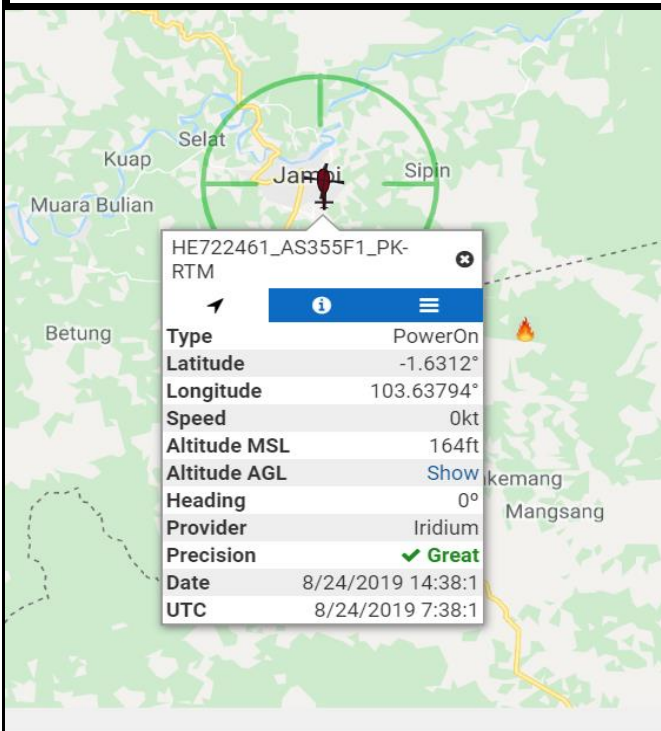 Selat
Kuap
Jambi
Sipin
Muara Bulian
HE722461_AS355F1_PK-
RTM
Betung
Type PowerOn
Latitude -1.6312°
Longitude 103.63794°
Speed 0kt
Altitude MSL 164ft
Altitude AGL Show
kemang
Heading 0º
Mangsang
Provider Iridium
Precision Great
Date 8/24/2019 14:38:1
UTC 8/24/2019 7:38:1